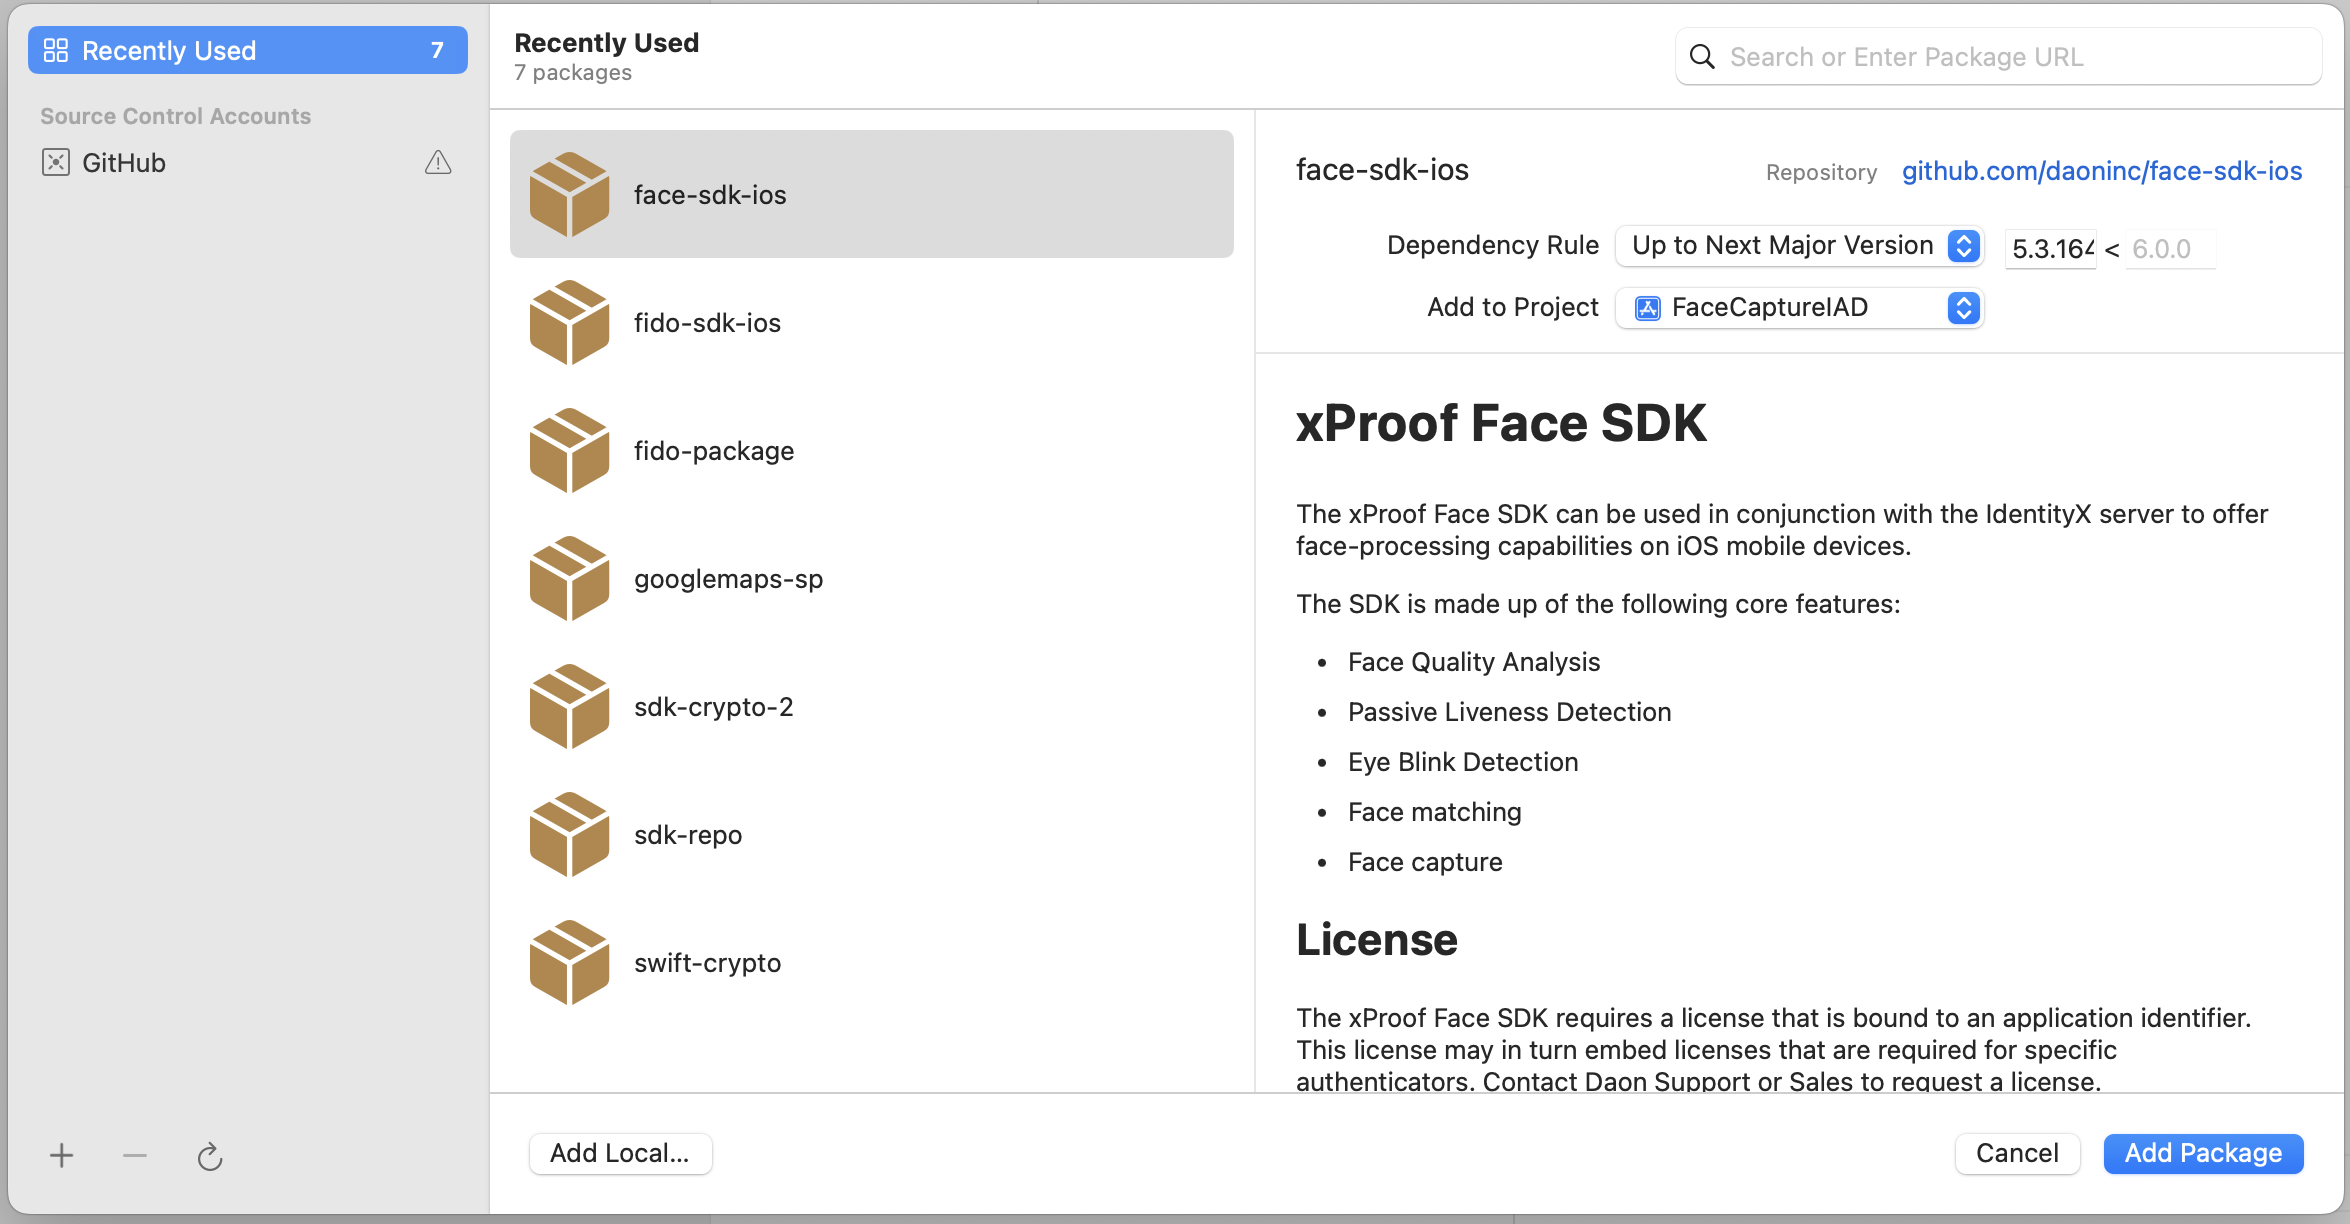 Recently Used 7
Source Control Accounts
GitHub
Recently Used
7 packages
Search or Enter Package URL
face-sdk-ios
fido-sdk-ios
fido-package
googlemaps-sp
sdk-crypto-2
sdk-repo
swift-crypto
face-sdk-ios
Repository github.com/daoninc/face-sdk-ios
Dependency Rule Up to Next Major Version 5.3.164 < 6.0.0
Add to Project FaceCaptureIAD
xProof Face SDK
The xProof Face SDK can be used in conjunction with the IdentityX server to offer
face-processing capabilities on iOS mobile devices.
The SDK is made up of the following core features:
• Face Quality Analysis
• Passive Liveness Detection
• Eye Blink Detection
• Face matching
• Face capture
License
The xProof Face SDK requires a license that is bound to an application identifier.
This license may in turn embed licenses that are required for specific
authenticators. Contact Daon Support or Sales to request a license.
Add Local...
Cancel
Add Package